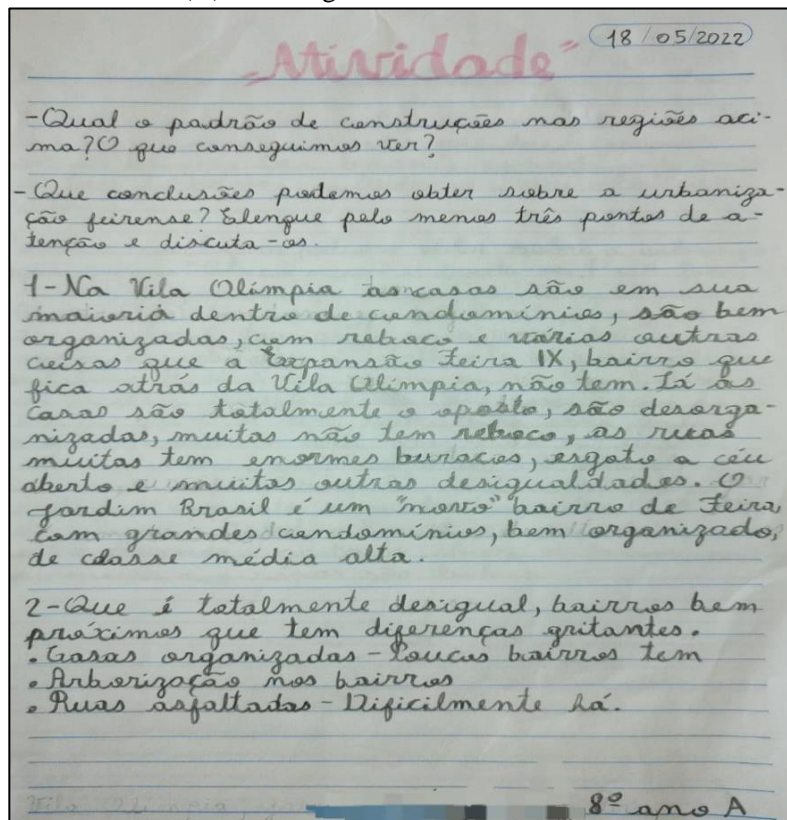 18/05/2022
"Atividade"
-Qual o padrão de construções nas regiões aci-
ma? O que conseguimos ver?
-Que conclusões podemos obter sobre a urbaniza-
ção feirense? Elenque pelo menos três pontos de a-
tenção e discuta-os.
1-Na Vila Olímpia as casas são em sua
maioria dentro de condomínios, são bem
organizadas, com reboco e várias outras
coisas que a Expansão Feira IX, bairro que
fica atrás da Vila Olímpia, não tem. Lá as
casas são totalmente o oposto, são desorga-
nizadas, muitas não tem reboco, as ruas
muitas tem enormes buracos, esgoto a céu
aberto e muitas outras desigualdades. O
Jardim Brasil é um "novo" bairro de Feira,
com grandes condomínios, bem organizado,
de classe média alta.
2-Que é totalmente desigual, bairros bem
próximos que tem diferenças gritantes.
• Casas organizadas - Poucos bairros tem
• Arborização nos bairros
• Ruas asfaltadas - Dificilmente há.
8º ano A